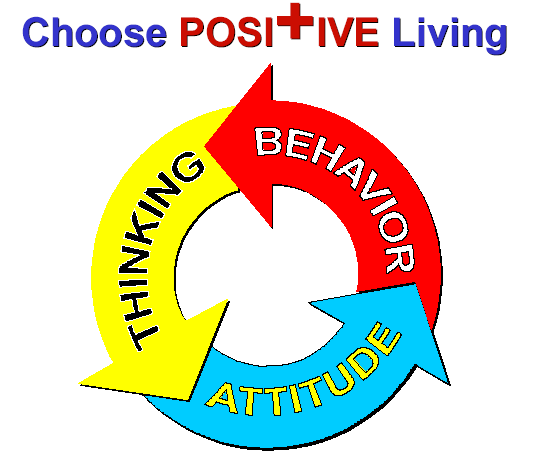 Choose POSI+IVE Living
BEHAVIOR
THINKING
ATTITUDE